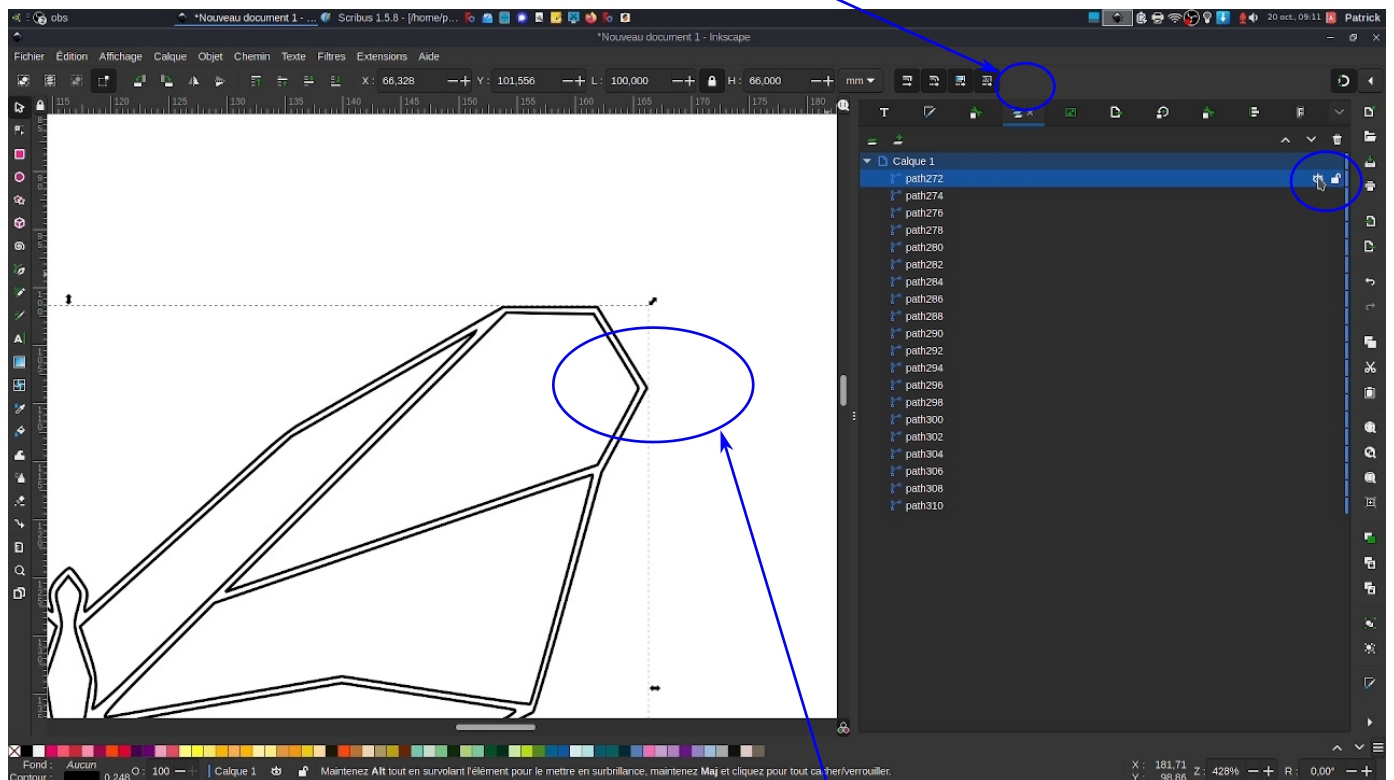 obs
*Nouveau document 1 - ...
Scribus 1.5.8 - [/home/p...
20 oct., 09:11
Patrick
*Nouveau document 1 - Inkscape
Fichier Édition Affichage Calque Objet Chemin Texte Filtres Extensions Aide
X : 66,328 Y : 101,556 L : 100,000 H : 66,000 mm
115 120 125 130 135 140 145 150 155 160 165 170 175 180
Calque 1
path272
path274
path276
path278
path280
path282
path284
path286
path288
path290
path292
path294
path296
path298
path300
path302
path304
path306
path308
path310
Fond : Aucun
Contour : 0,248
O : 100
Calque 1
Maintenez Alt tout en survolant l'élément pour le mettre en surbrillance, maintenez Maj et cliquez pour tout cacher/verrouiller.
X : 181,71
Y : 98,86
Z : 428%
R : 0,00°